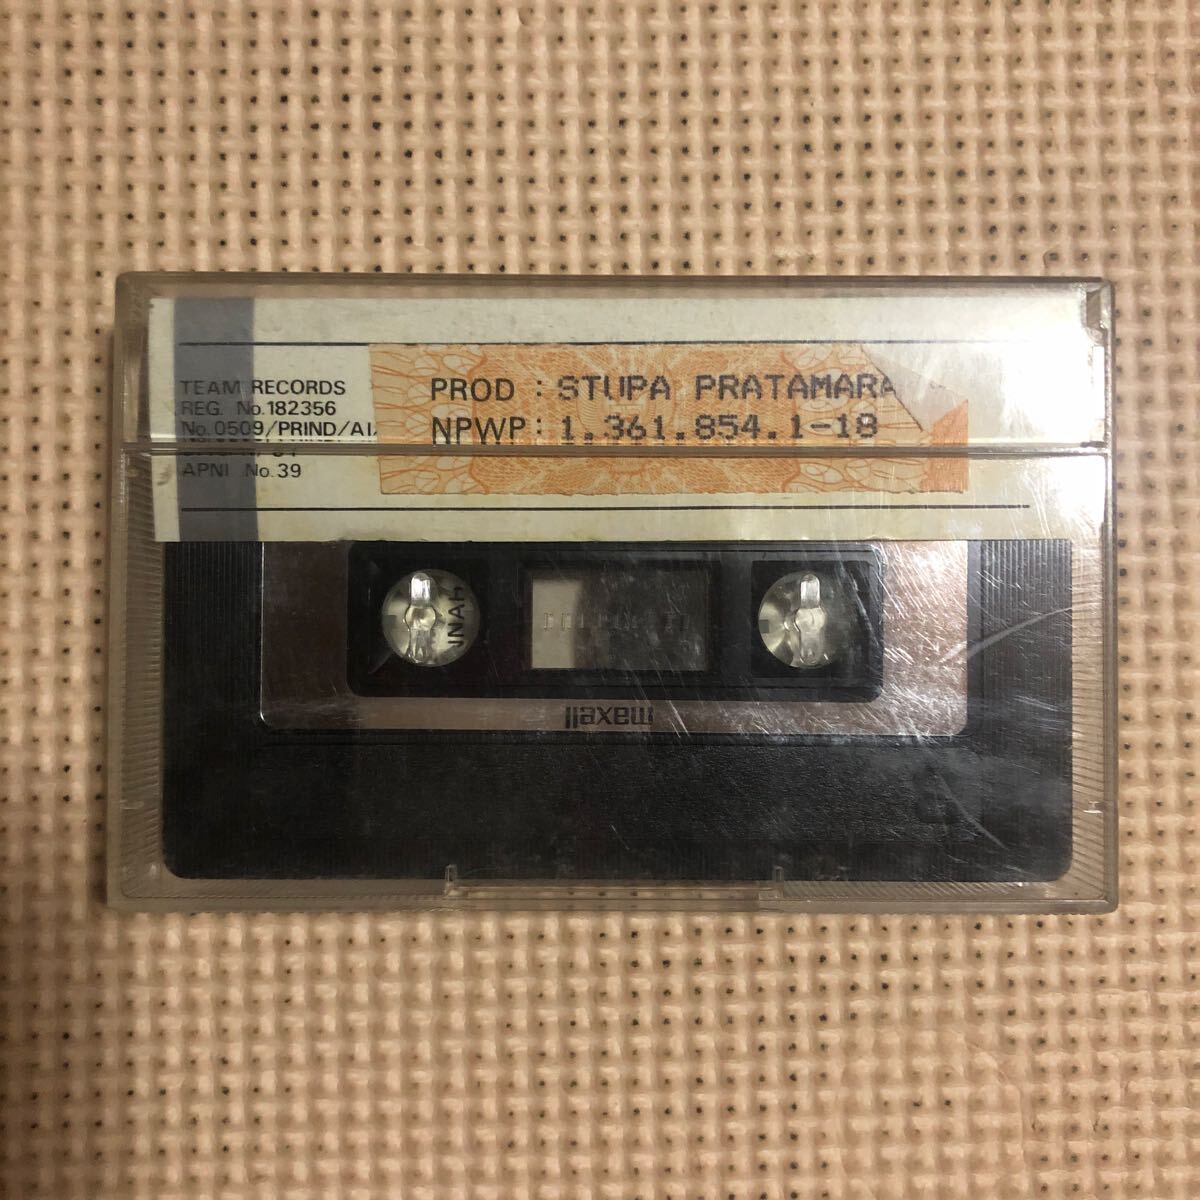 TEAM RECORDS
REG. No.182356
No.0509/PRIND/AI/
APNI No.39
PROD : STUPA PRATAMARA
NPWP: 1.361.854.1-18
maxell